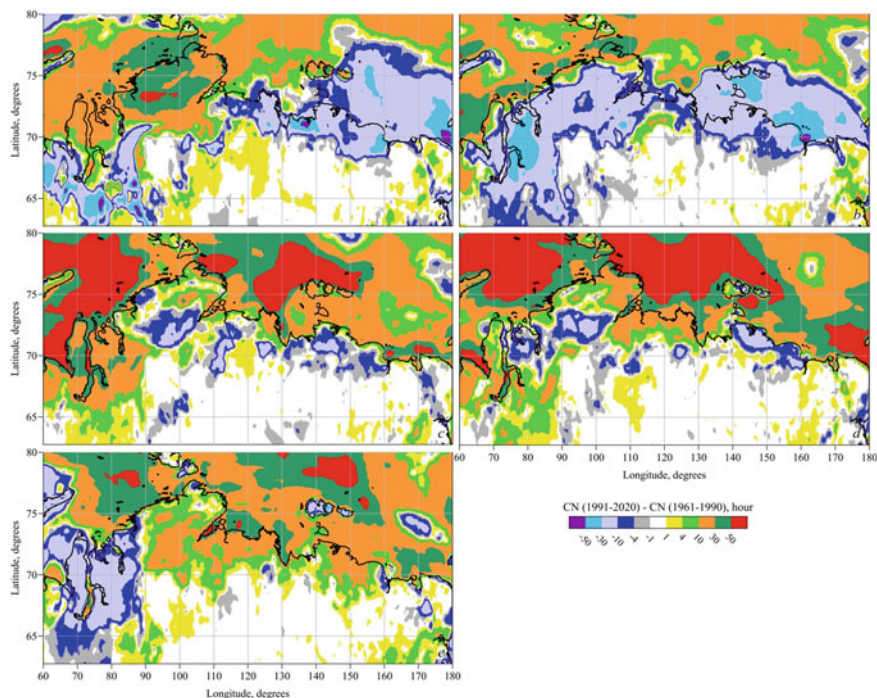 80
75
70
65
Latitude, degrees
a
b
80
75
70
65
Latitude, degrees
c
60 70 80 90 100 110 120 130 140 150 160 170 180
Longitude, degrees
80
75
70
65
Latitude, degrees
e
60 70 80 90 100 110 120 130 140 150 160 170 180
Longitude, degrees
CN (1991-2020) - CN (1961-1990), hour
-50 -30 -10 -4 -1 1 4 10 30 50